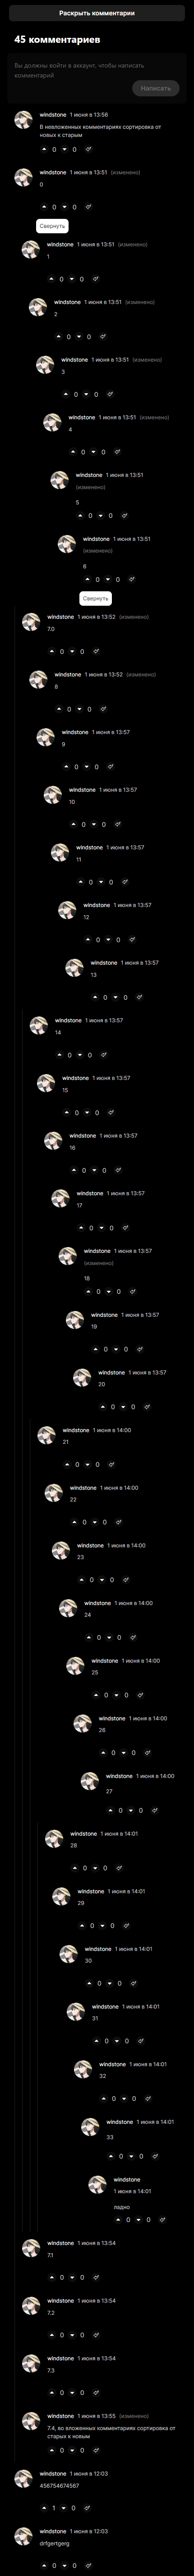 Раскрыть комментарии
45 комментариев
Вы должны войти в аккаунт, чтобы написать
комментарий
Написать
windstone 1 июня в 13:56
В невложенных комментариях сортировка от
новых к старым
0 0
windstone 1 июня в 13:51 (изменено)
0
0 0
Свернуть
windstone 1 июня в 13:51 (изменено)
1
0 0
windstone 1 июня в 13:51 (изменено)
2
0 0
windstone 1 июня в 13:51 (изменено)
3
0 0
windstone 1 июня в 13:51 (изменено)
4
0 0
windstone 1 июня в 13:51
(изменено)
5
0 0
windstone 1 июня в 13:51
(изменено)
6
0 0
Свернуть
windstone 1 июня в 13:52 (изменено)
7.0
0 0
windstone 1 июня в 13:52 (изменено)
8
0 0
windstone 1 июня в 13:57
9
0 0
windstone 1 июня в 13:57
10
0 0
windstone 1 июня в 13:57
11
0 0
windstone 1 июня в 13:57
12
0 0
windstone 1 июня в 13:57
13
0 0
windstone 1 июня в 13:57
14
0 0
windstone 1 июня в 13:57
15
0 0
windstone 1 июня в 13:57
16
0 0
windstone 1 июня в 13:57
17
0 0
windstone 1 июня в 13:57
(изменено)
18
0 0
windstone 1 июня в 13:57
19
0 0
windstone 1 июня в 13:57
20
0 0
windstone 1 июня в 14:00
21
0 0
windstone 1 июня в 14:00
22
0 0
windstone 1 июня в 14:00
23
0 0
windstone 1 июня в 14:00
24
0 0
windstone 1 июня в 14:00
25
0 0
windstone 1 июня в 14:00
26
0 0
windstone 1 июня в 14:00
27
0 0
windstone 1 июня в 14:01
28
0 0
windstone 1 июня в 14:01
29
0 0
windstone 1 июня в 14:01
30
0 0
windstone 1 июня в 14:01
31
0 0
windstone 1 июня в 14:01
32
0 0
windstone 1 июня в 14:01
33
0 0
windstone
1 июня в 14:01
ладно
0 0
windstone 1 июня в 13:54
7.1
0 0
windstone 1 июня в 13:54
7.2
0 0
windstone 1 июня в 13:54
7.3
0 0
windstone 1 июня в 13:55 (изменено)
7.4, во вложенных комментариях сортировка от
старых к новым
0 0
windstone 1 июня в 12:03
456754674567
1 0
windstone 1 июня в 12:03
drfgertgerg
0 0